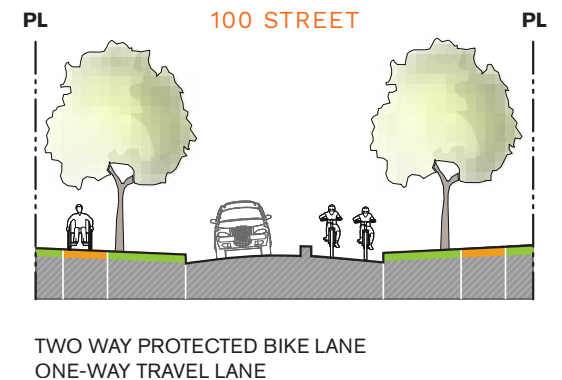 PL 100 STREET PL
TWO WAY PROTECTED BIKE LANE
ONE-WAY TRAVEL LANE